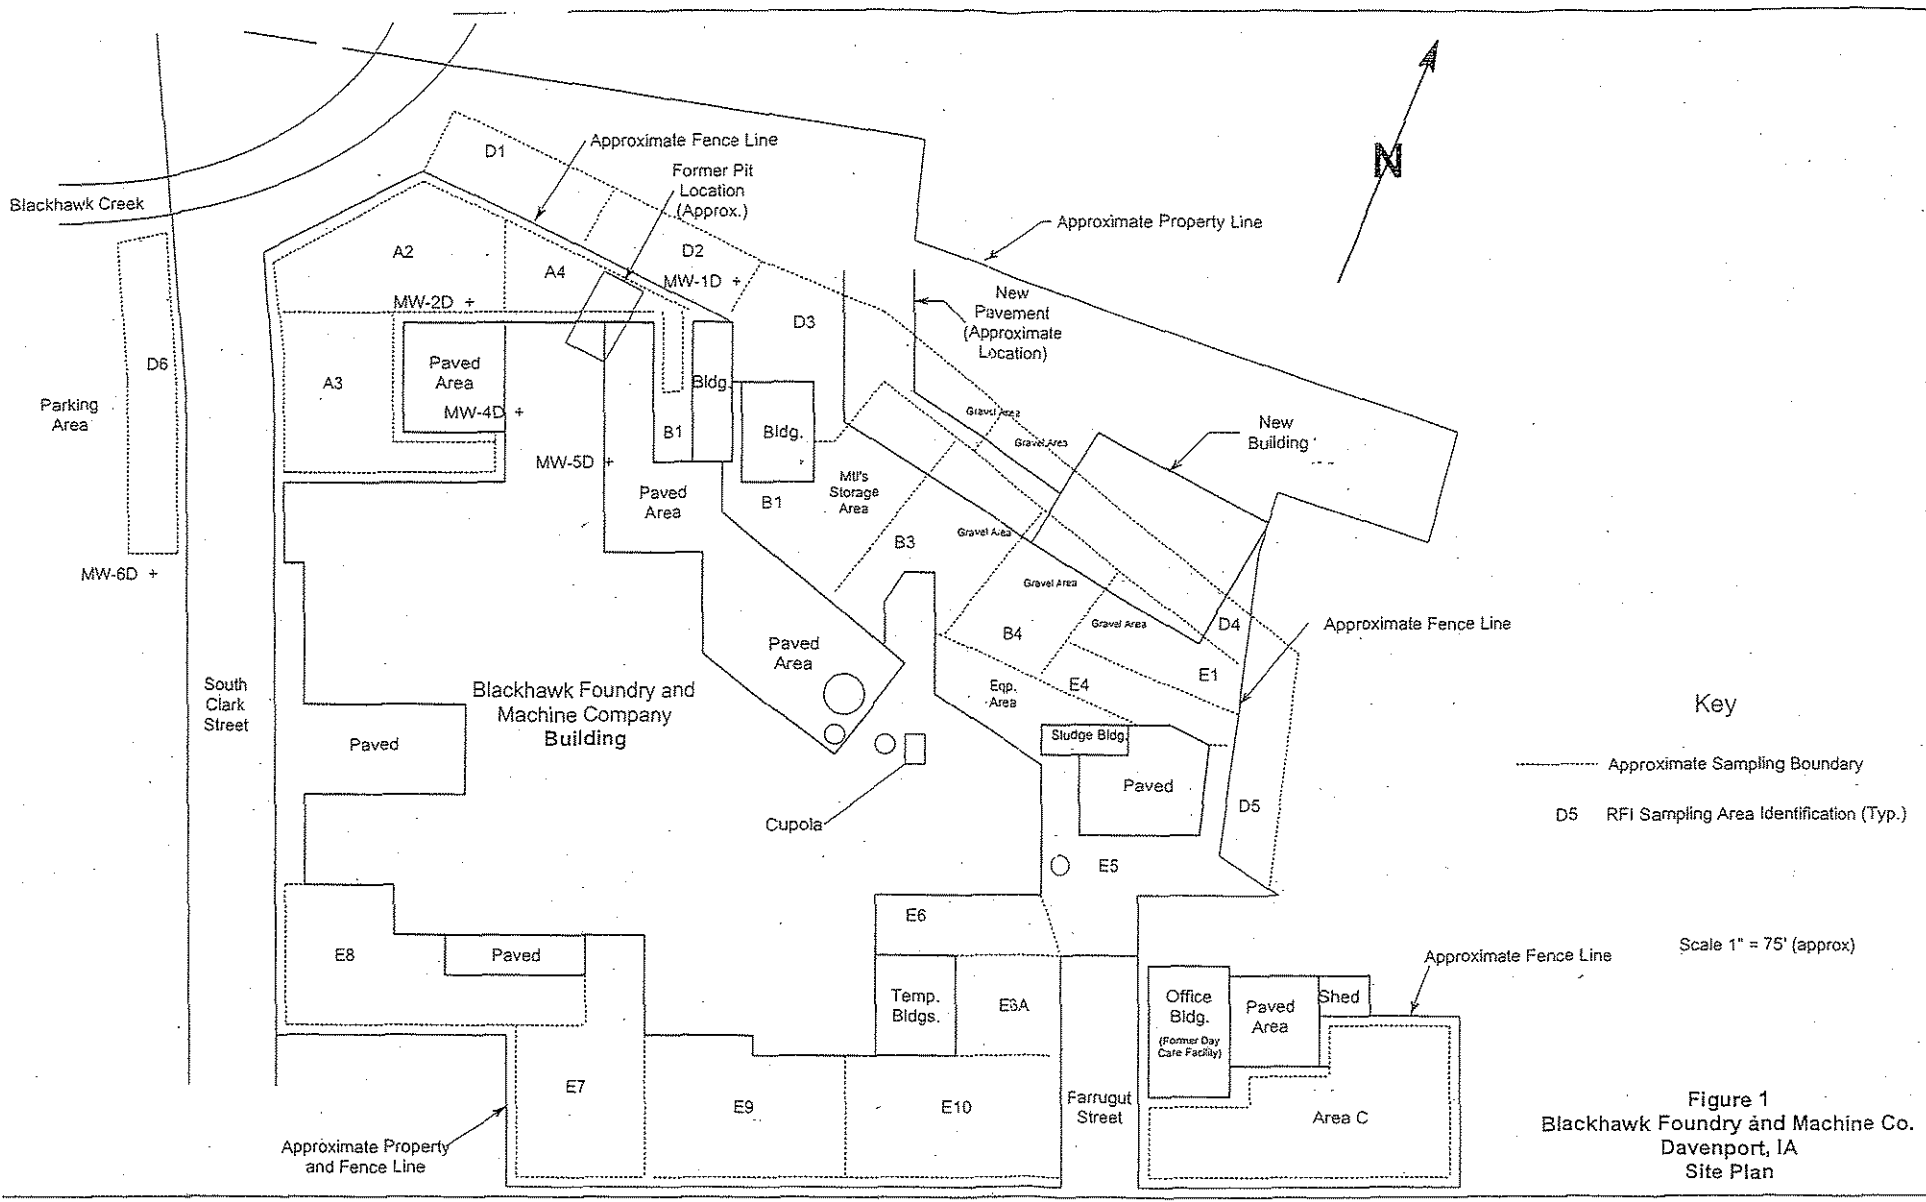 D1
Approximate Fence Line
Former Pit
Location
(Approx.)
N
Blackhawk Creek
Approximate Property Line
A2
D2
A4
MW-1D +
MW-2D +
New
Pavement
(Approximate
Location)
D3
D6
Paved
Area
A3
Bldg.
Parking
Area
MW-4D +
Gravel Area
Gravel Area
New
Building
B1
Bldg.
MW-5D +
Mtl's
Storage
Area
Paved
Area
B1
B3
Gravel Area
MW-6D +
Gravel Area
Gravel Area
B4
D4
Approximate Fence Line
Paved
Area
E1
E4
Eqp.
Area
South
Clark
Street
Blackhawk Foundry and
Machine Company
Building
Key
Paved
Sludge Bldg.
Approximate Sampling Boundary
Paved
D5
D5 RFI Sampling Area Identification (Typ.)
Cupola
E5
E6
E8
Paved
Scale 1" = 75' (approx)
Approximate Fence Line
Temp.
Bldgs.
E6A
Office
Bldg.
(Former Day
Care Facility)
Paved
Area
Shed
E7
E9
E10
Farrugut
Street
Area C
Approximate Property
and Fence Line
Figure 1
Blackhawk Foundry and Machine Co.
Davenport, IA
Site Plan